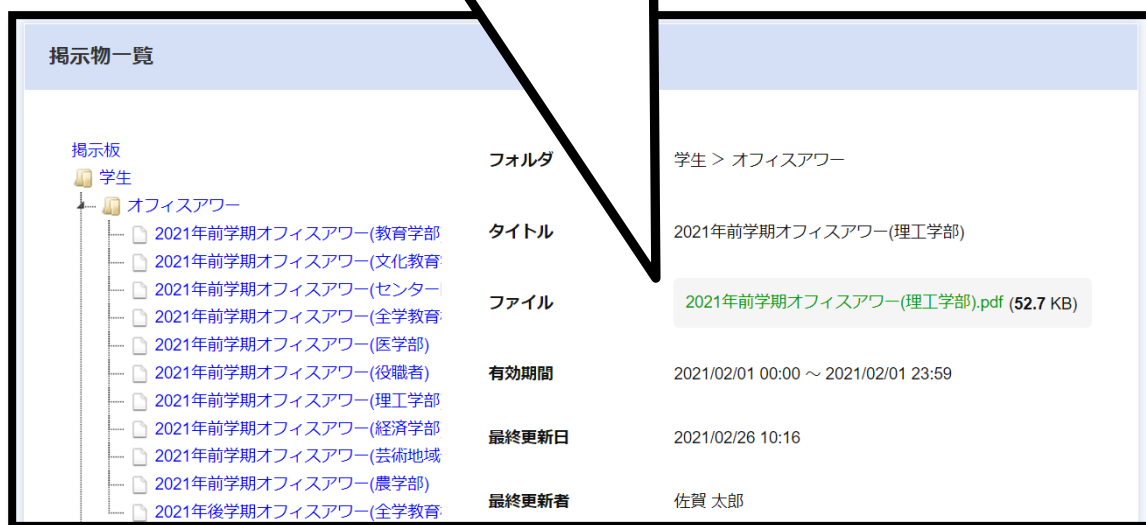 掲示物一覧
掲示板
学生
オフィスアワー
2021年前学期オフィスアワー(教育学部
2021年前学期オフィスアワー(文化教育
2021年前学期オフィスアワー(センター
2021年前学期オフィスアワー(全学教育
2021年前学期オフィスアワー(医学部)
2021年前学期オフィスアワー(役職者)
2021年前学期オフィスアワー(理工学部
2021年前学期オフィスアワー(経済学部
2021年前学期オフィスアワー(芸術地域
2021年前学期オフィスアワー(農学部)
2021年後学期オフィスアワー(全学教育
フォルダ 学生 > オフィスアワー
タイトル 2021年前学期オフィスアワー(理工学部)
ファイル 2021年前学期オフィスアワー(理工学部).pdf (52.7 KB)
有効期間 2021/02/01 00:00 ～ 2021/02/01 23:59
最終更新日 2021/02/26 10:16
最終更新者 佐賀 太郎